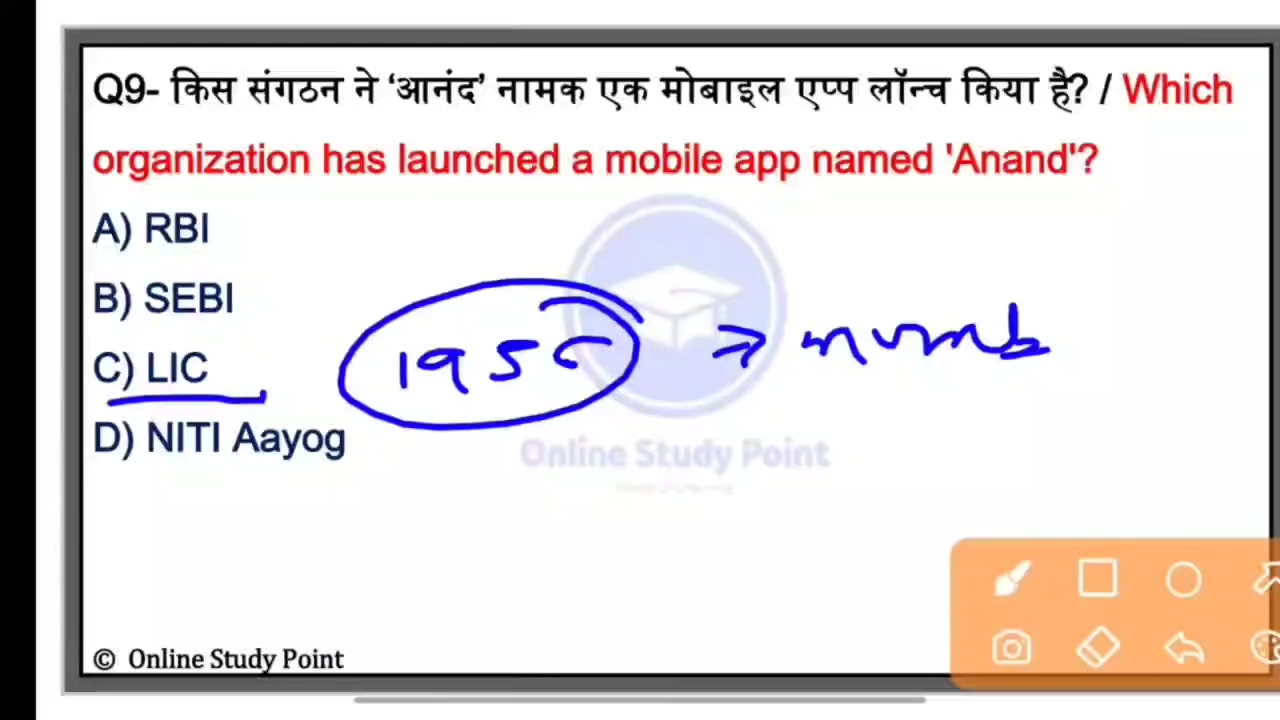 Q9- किस संगठन ने ‘आनंद’ नामक एक मोबाइल एप्प लॉन्च किया है? / Which
organization has launched a mobile app named 'Anand'?
A) RBI
B) SEBI
C) LIC
D) NITI Aayog
Online Study Point
© Online Study Point